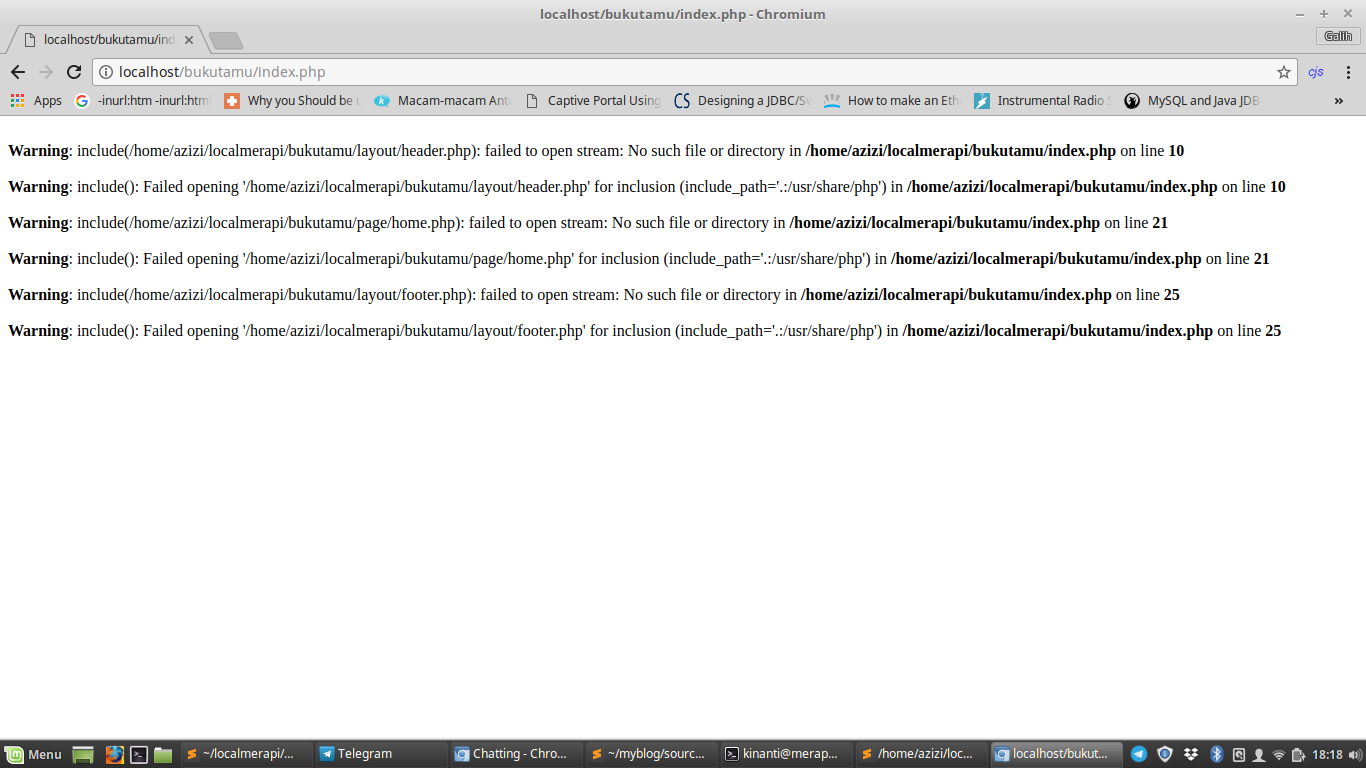 localhost/bukutamu/index.php - Chromium
localhost/bukutamu/ind
Galih
localhost/bukutamu/index.php
cjs
Apps
-inurl:htm -inurl:html
Why you Should be
Macam-macam Ant
Captive Portal Using
CS
Designing a JDBC/Sw
How to make an Eth
Instrumental Radio
MySQL and Java JDB
»
Warning: include(/home/azizi/localmerapi/bukutamu/layout/header.php): failed to open stream: No such file or directory in /home/azizi/localmerapi/bukutamu/index.php on line 10
Warning: include(): Failed opening '/home/azizi/localmerapi/bukutamu/layout/header.php' for inclusion (include_path='.:/usr/share/php') in /home/azizi/localmerapi/bukutamu/index.php on line 10
Warning: include(/home/azizi/localmerapi/bukutamu/page/home.php): failed to open stream: No such file or directory in /home/azizi/localmerapi/bukutamu/index.php on line 21
Warning: include(): Failed opening '/home/azizi/localmerapi/bukutamu/page/home.php' for inclusion (include_path='.:/usr/share/php') in /home/azizi/localmerapi/bukutamu/index.php on line 21
Warning: include(/home/azizi/localmerapi/bukutamu/layout/footer.php): failed to open stream: No such file or directory in /home/azizi/localmerapi/bukutamu/index.php on line 25
Warning: include(): Failed opening '/home/azizi/localmerapi/bukutamu/layout/footer.php' for inclusion (include_path='.:/usr/share/php') in /home/azizi/localmerapi/bukutamu/index.php on line 25
Menu
~/localmerapi/...
Telegram
Chatting - Chro...
~/myblog/sourc...
kinanti@merap...
/home/azizi/loc...
localhost/bukut...
18:18